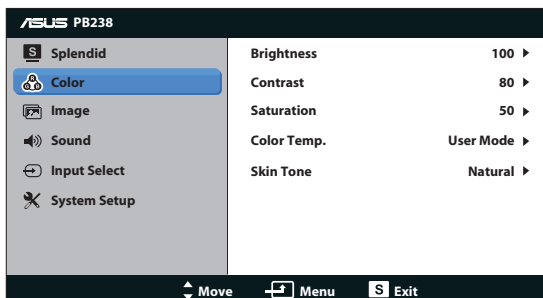 ASUS PB238
S Splendid
Color
Image
Sound
Input Select
System Setup
Brightness 100
Contrast 80
Saturation 50
Color Temp. User Mode
Skin Tone Natural
Move Menu S Exit